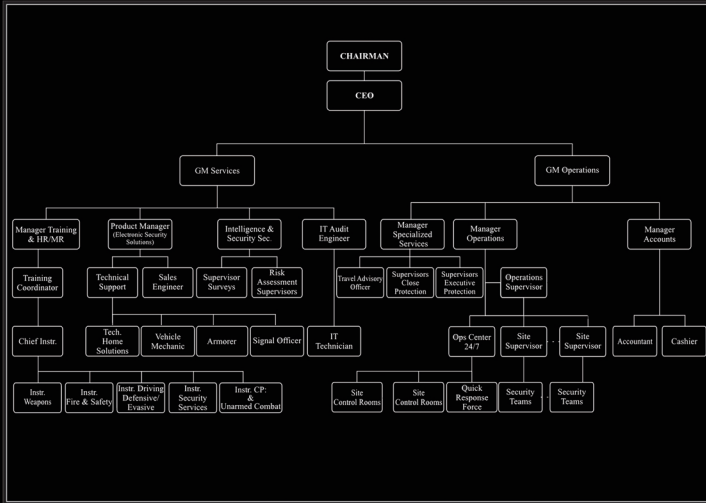 CHAIRMAN
CEO
GM Services
GM Operations
Manager Training
& HR/MR
Product Manager
(Electronic Security
Solutions)
Intelligence &
Security Sec.
IT Audit
Engineer
Manager
Specialized
Services
Manager
Operations
Manager
Accounts
Training
Coordinator
Technical
Support
Sales
Engineer
Supervisor
Surveys
Risk
Assessment
Supervisors
Travel Advisory
Officer
Supervisors
Close
Protection
Supervisors
Executive
Protection
Operations
Supervisor
Chief Instr.
Tech.
Home
Solutions
Vehicle
Mechanic
Armorer
Signal Officer
IT
Technician
Ops Center
24/7
Site
Supervisor
Site
Supervisor
Accountant
Cashier
Instr.
Weapons
Instr.
Fire & Safety
Instr. Driving
Defensive/
Evasive
Instr.
Security
Services
Instr. CP:
&
Unarmed Combat
Site
Control Rooms
Site
Control Rooms
Quick
Response
Force
Security
Teams
Security
Teams